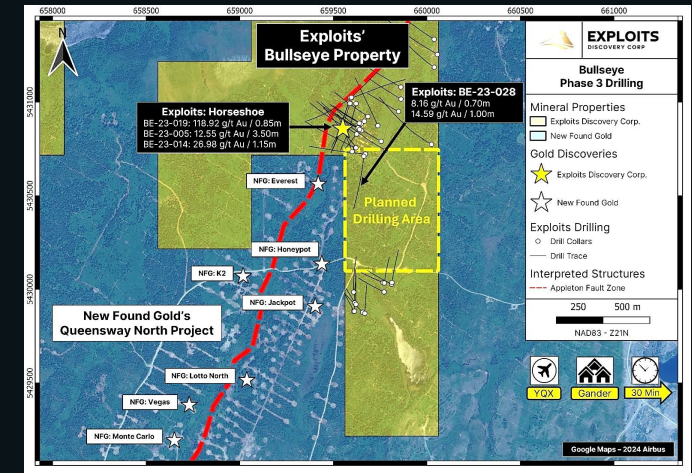 658000 658500 659000 659500 660000 660500 661000
N
Exploits'
Bullseye Property
EXPLOITS
DISCOVERY CORP
Bullseye
Phase 3 Drilling
Mineral Properties
Exploits Discovery Corp.
New Found Gold
Gold Discoveries
Exploits Discovery Corp.
New Found Gold
Exploits Drilling
Drill Collars
Drill Trace
Interpreted Structures
Appleton Fault Zone
250 500 m
NAD83 - Z21N
Exploits: BE-23-028
8.16 g/t Au / 0.70m
14.59 g/t Au / 1.00m
Exploits: Horseshoe
BE-23-019: 118.92 g/t Au / 0.85m
BE-23-005: 12.55 g/t Au / 3.50m
BE-23-014: 26.98 g/t Au / 1.15m
5431000
5430500
5430000
5429500
NFG: Everest
Planned
Drilling Area
NFG: Honeypot
NFG: K2
NFG: Jackpot
New Found Gold's
Queensway North Project
NFG: Lotto North
NFG: Vegas
NFG: Monte Carlo
YQX
Gander
30 Min
Google Maps – 2024 Airbus